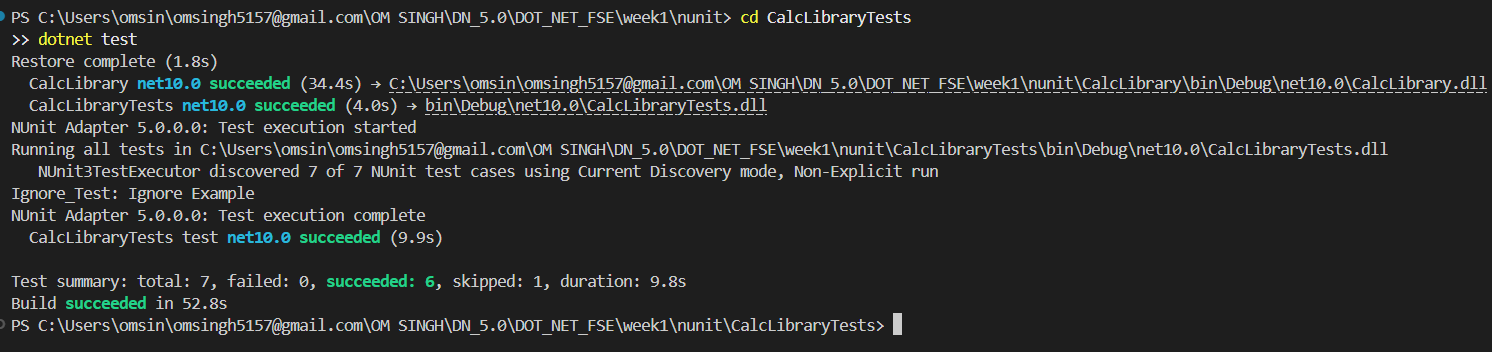 PS C:\Users\omsin\omsingh5157@gmail.com\OM SINGH\DN_5.0\DOT_NET_FSE\week1\nunit> cd CalcLibraryTests
>> dotnet test
Restore complete (1.8s)
  CalcLibrary net10.0 succeeded (34.4s) → C:\Users\omsin\omsingh5157@gmail.com\OM SINGH\DN_5.0\DOT_NET_FSE\week1\nunit\CalcLibrary\bin\Debug\net10.0\CalcLibrary.dll
  CalcLibraryTests net10.0 succeeded (4.0s) → bin\Debug\net10.0\CalcLibraryTests.dll
NUnit Adapter 5.0.0.0: Test execution started
Running all tests in C:\Users\omsin\omsingh5157@gmail.com\OM SINGH\DN_5.0\DOT_NET_FSE\week1\nunit\CalcLibraryTests\bin\Debug\net10.0\CalcLibraryTests.dll
   NUnit3TestExecutor discovered 7 of 7 NUnit test cases using Current Discovery mode, Non-Explicit run
Ignore_Test: Ignore Example
NUnit Adapter 5.0.0.0: Test execution complete
  CalcLibraryTests test net10.0 succeeded (9.9s)
Test summary: total: 7, failed: 0, succeeded: 6, skipped: 1, duration: 9.8s
Build succeeded in 52.8s
PS C:\Users\omsin\omsingh5157@gmail.com\OM SINGH\DN_5.0\DOT_NET_FSE\week1\nunit\CalcLibraryTests>